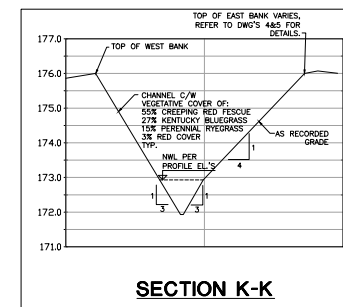 TOP OF EAST BANK VARIES,
REFER TO DWG'S 4&5 FOR
DETAILS.
177.0
TOP OF WEST BANK
176.0
CHANNEL C/W
VEGETATIVE COVER OF:
55% CREEPING RED FESCUE
27% KENTUCKY BLUEGRASS
15% PERENNIAL RYEGRASS
3% RED COVER
TYP.
175.0
AS RECORDED
GRADE
174.0
1
4
NWL PER
PROFILE EL.'S
173.0
1
3
1
3
172.0
171.0
SECTION K-K